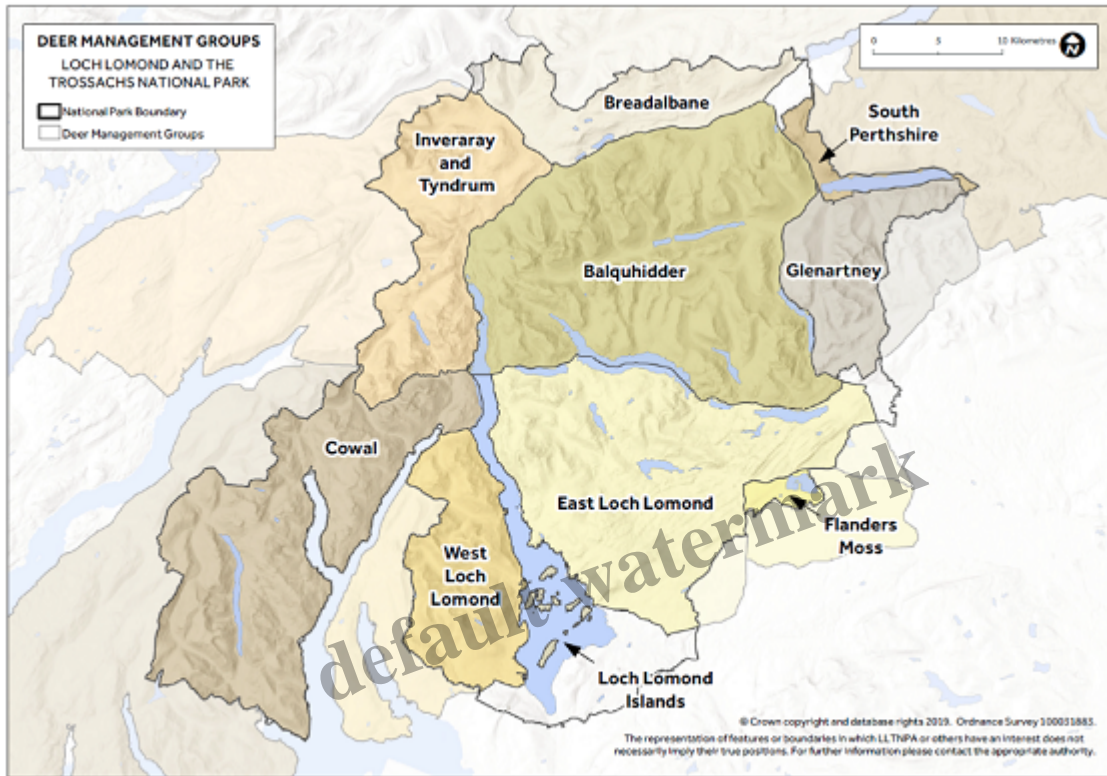 DEER MANAGEMENT GROUPS
LOCH LOMOND AND THE
TROSSACHS NATIONAL PARK
National Park Boundary
Deer Management Groups
0 5 10 Kilometres
N
Breadalbane
South
Perthshire
Inveraray
and
Tyndrum
Balquhidder
Glenartney
Cowal
East Loch Lomond
Flanders
Moss
West
Loch
Lomond
Loch Lomond
Islands
default watermark
© Crown copyright and database rights 2019. Ordnance Survey 100031883.
The representation of features or boundaries in which LLTNPA or others have an interest does not
necessarily imply their true positions. For further information please contact the appropriate authority.